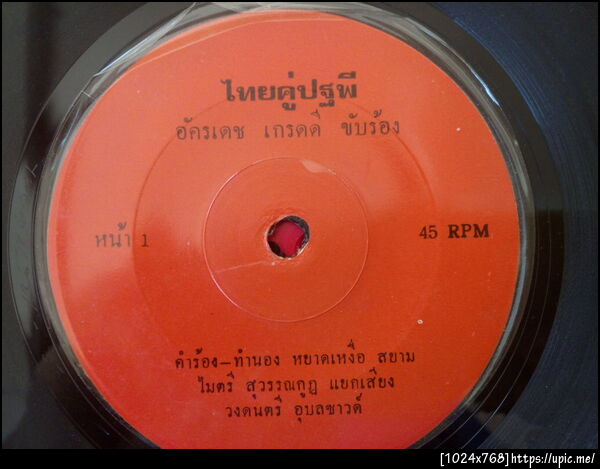 ไทยคู่ปฐพี
อัครเดช เกรดดี ขับร้อง
หน้า 1
45 RPM
คำร้อง-ทำนอง หยาดเหงื่อ สยาม
ไมตรี สุวรรณกูฏ แยกเสียง
วงดนตรี อุบลซาวด์
[1024x768]https://upic.me/